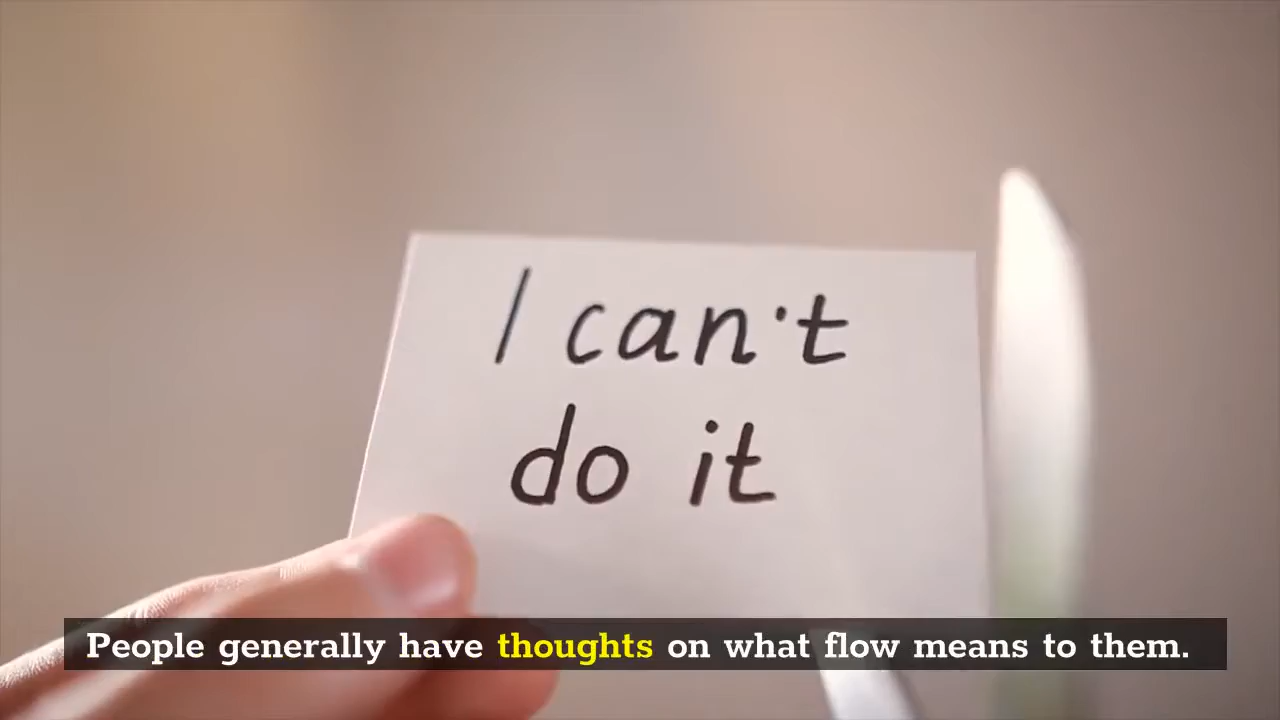 I can't
do it
People generally have thoughts on what flow means to them.